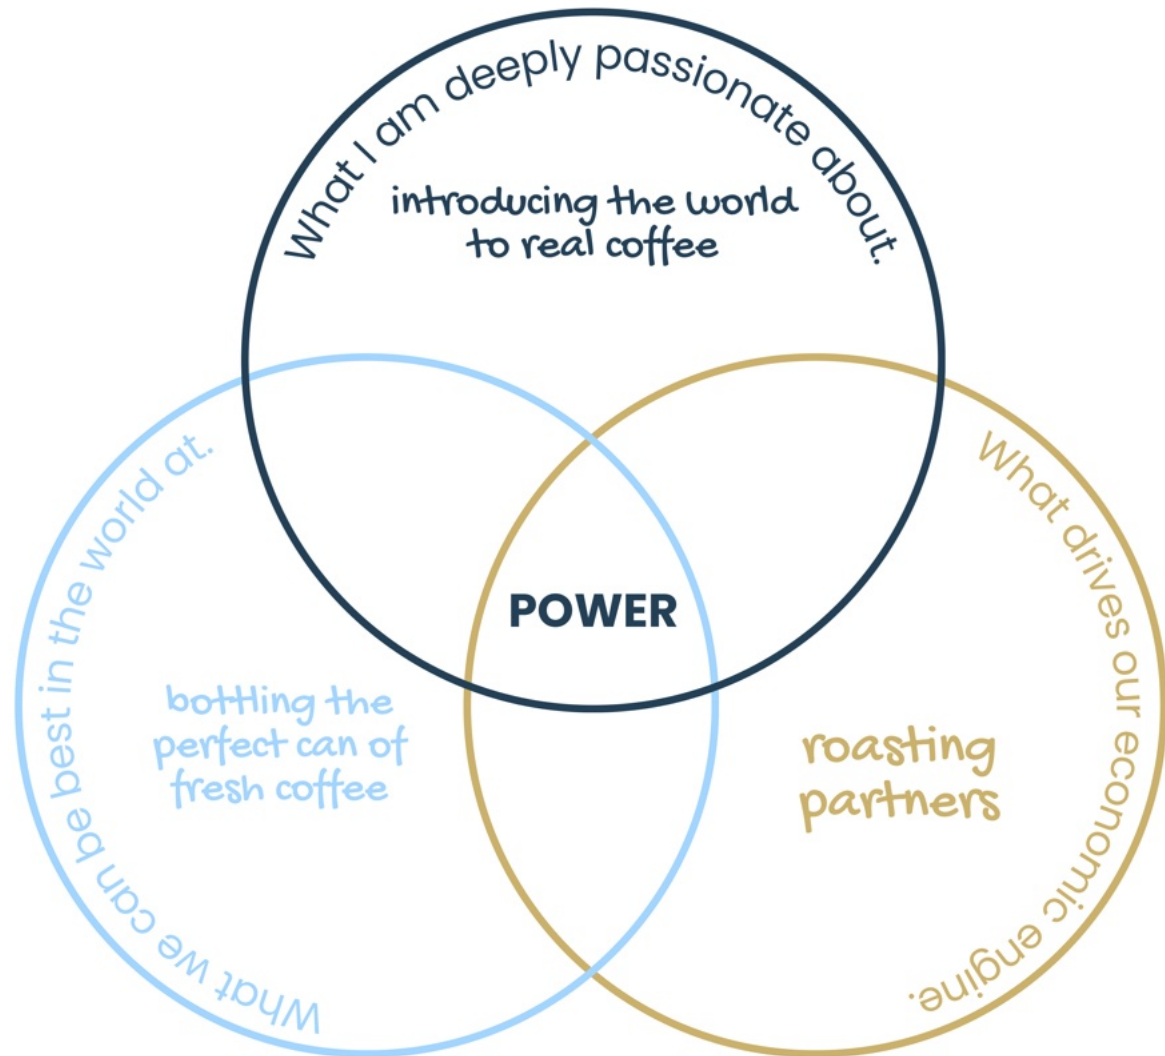 What I am deeply passionate about.
introducing the world
to real coffee
What we can be best in the world at.
bottling the
perfect can of
fresh coffee
POWER
What drives our economic engine.
roasting
partners